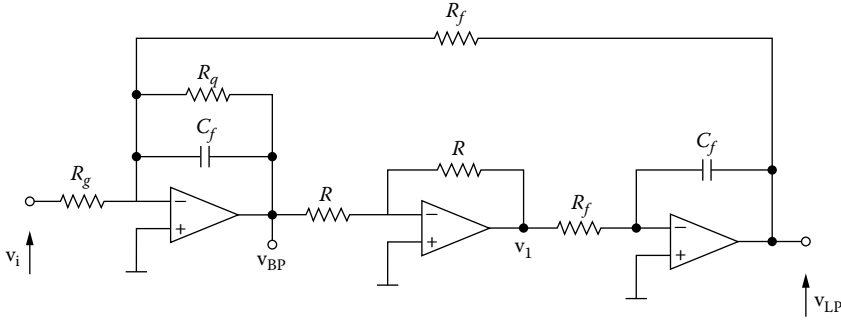 R_f
R_q
C_f
R_g
−
+
v_i
v_BP
R
R
−
+
v_1
R_f
C_f
−
+
v_LP